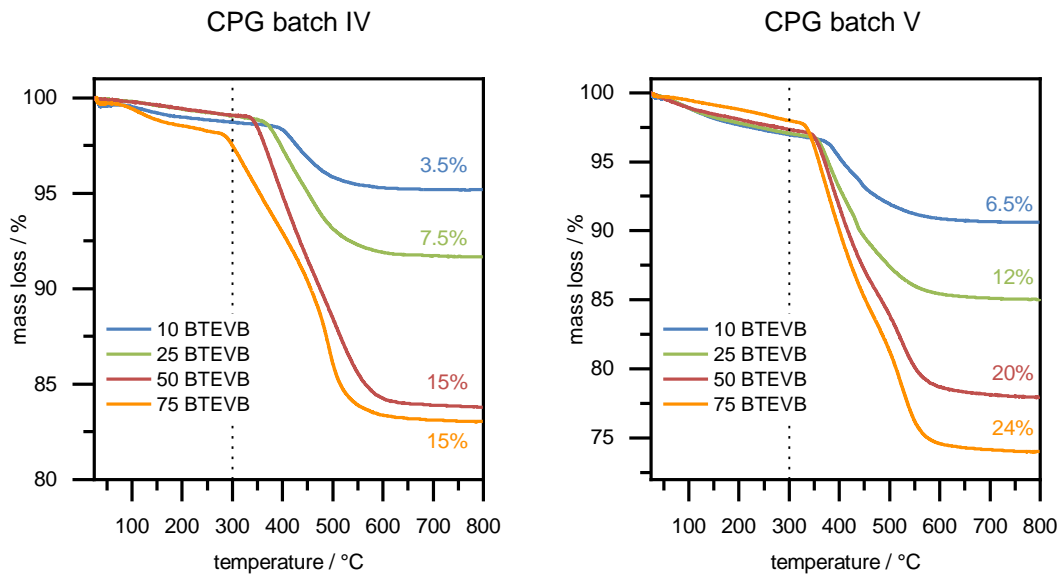 CPG batch IV
100
95
90
85
80
mass loss / %
3.5%
7.5%
15%
15%
10 BTEVB
25 BTEVB
50 BTEVB
75 BTEVB
100 200 300 400 500 600 700 800
temperature / °C
CPG batch V
100
95
90
85
80
75
mass loss / %
6.5%
12%
20%
24%
10 BTEVB
25 BTEVB
50 BTEVB
75 BTEVB
100 200 300 400 500 600 700 800
temperature / °C